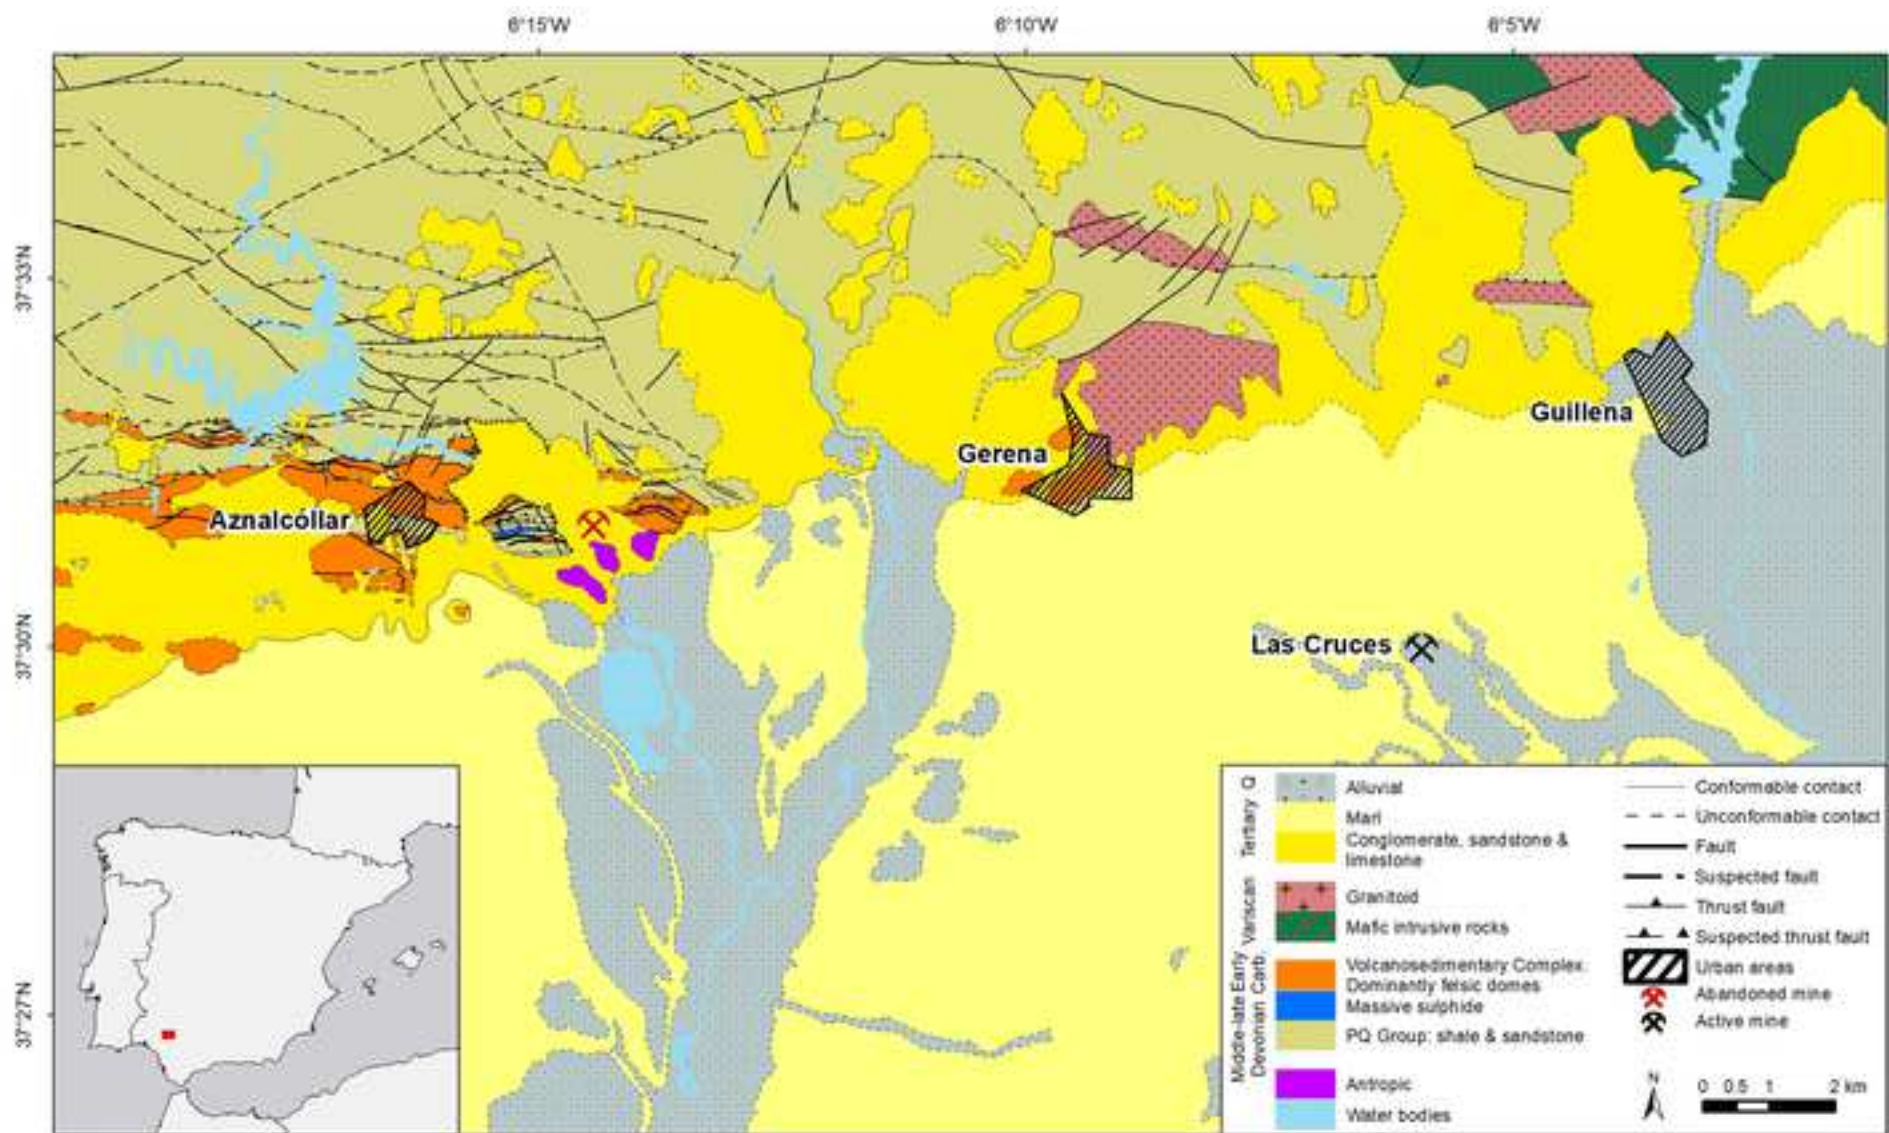 6°15'W 6°10'W 6°5'W
37°33'N
Guillena
Gerena
Aznalcóllar
37°30'N
Las Cruces
37°27'N
Q
Tertiary
Variscan
Early Carb.
Middle-late Devonian
Alluvial
Marl
Conglomerate, sandstone &
limestone
Granitoid
Mafic intrusive rocks
Volcanosedimentary Complex:
Dominantly felsic domes
Massive sulphide
PQ Group: shale & sandstone
Antropic
Water bodies
Conformable contact
Unconformable contact
Fault
Suspected fault
Thrust fault
Suspected thrust fault
Urban areas
Abandoned mine
Active mine
N
0 0.5 1 2 km